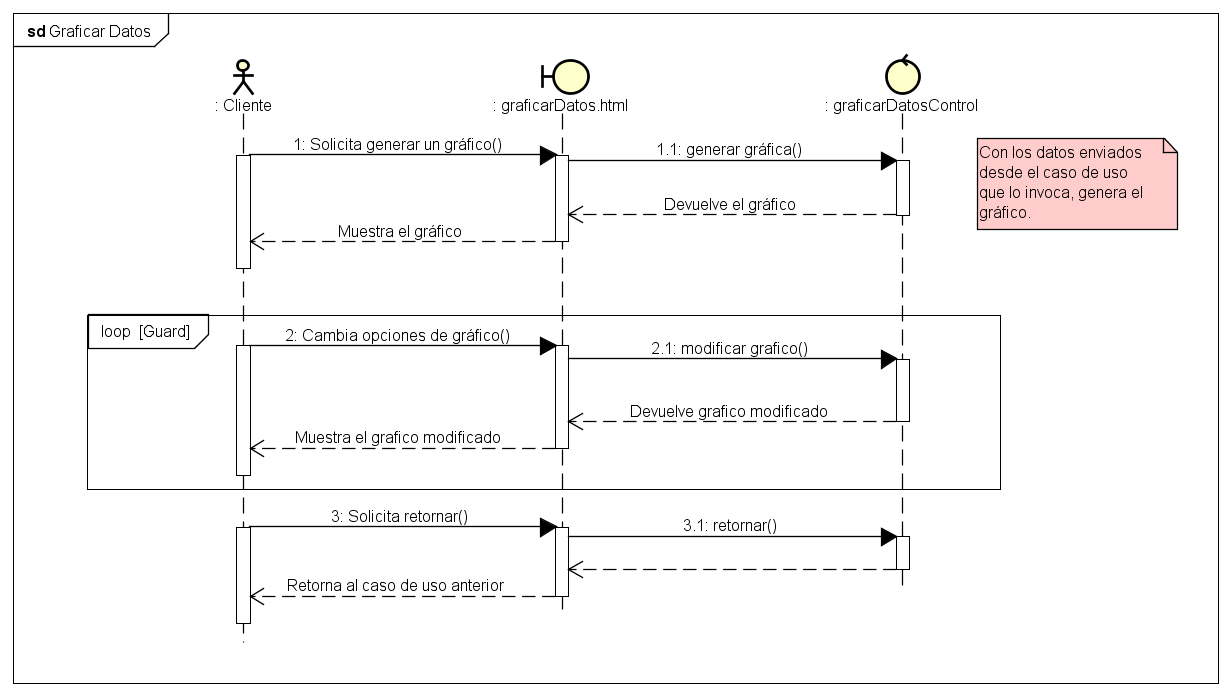 sd Graficar Datos
: Cliente
: graficarDatos.html
: graficarDatosControl
1: Solicita generar un gráfico()
1.1: generar gráfica()
Con los datos enviados
desde el caso de uso
que lo invoca, genera el
gráfico.
Devuelve el gráfico
Muestra el gráfico
loop [Guard]
2: Cambia opciones de gráfico()
2.1: modificar grafico()
Devuelve grafico modificado
Muestra el grafico modificado
3: Solicita retornar()
3.1: retornar()
Retorna al caso de uso anterior